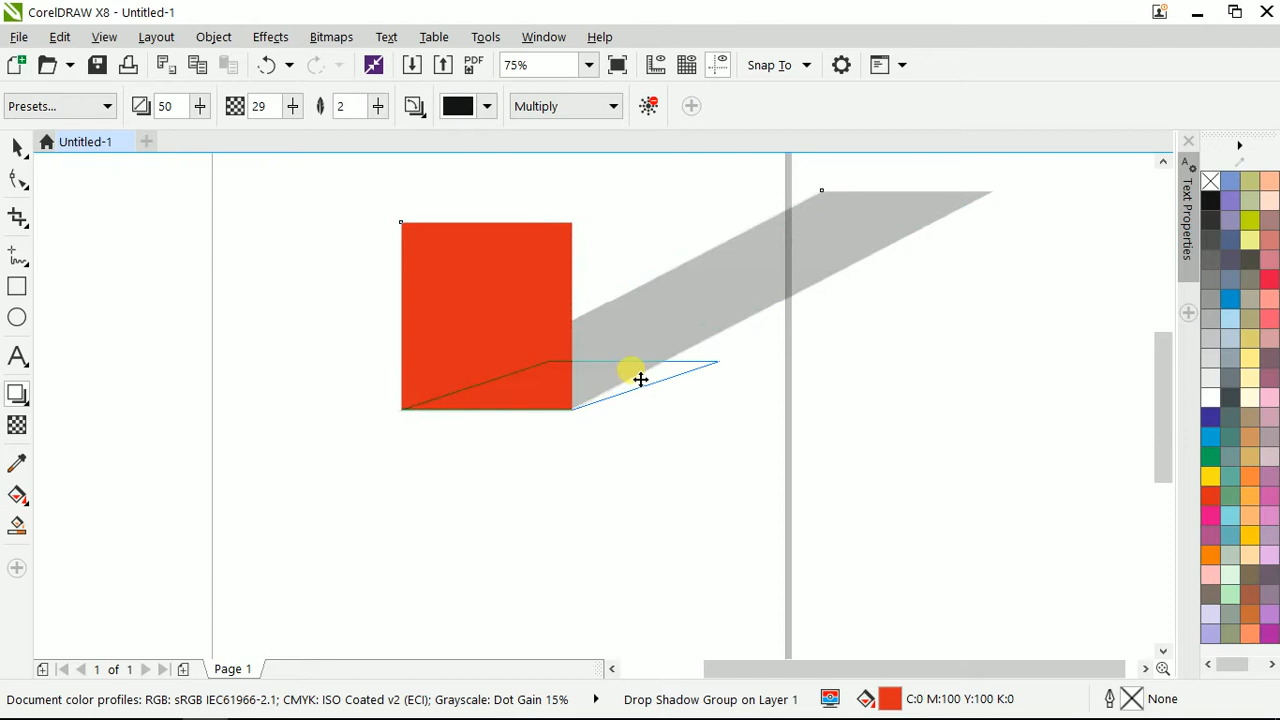 CorelDRAW X8 - Untitled-1
File Edit View Layout Object Effects Bitmaps Text Table Tools Window Help
PDF 75% Snap To
Presets... 50 29 2 Multiply
Untitled-1
Text Properties
1 of 1 Page 1
Document color profiles: RGB: sRGB IEC61966-2.1; CMYK: ISO Coated v2 (ECI); Grayscale: Dot Gain 15% Drop Shadow Group on Layer 1 C:0 M:100 Y:100 K:0 None